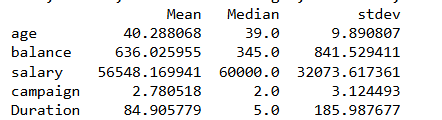 Mean Median stdev
age 40.288068 39.0 9.890807
balance 636.025955 345.0 841.529411
salary 56548.169941 60000.0 32073.617361
campaign 2.780518 2.0 3.124493
Duration 84.905779 5.0 185.987677